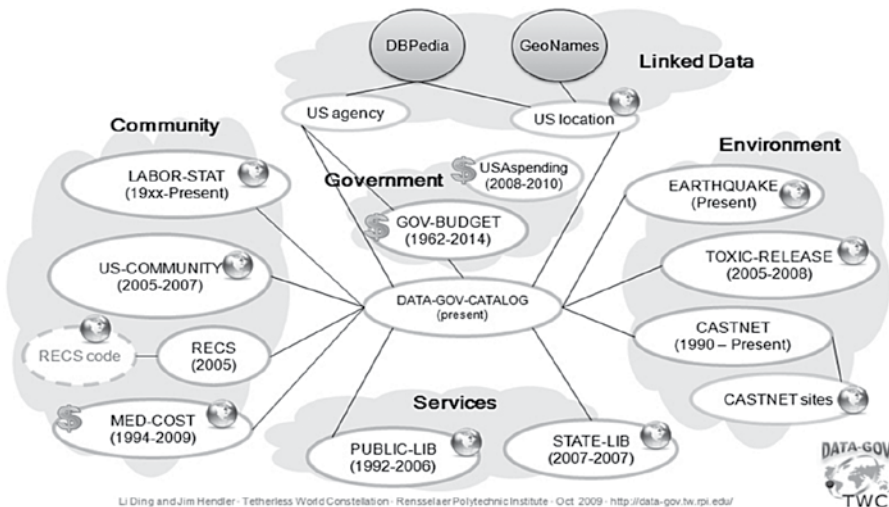 DBPedia
GeoNames
Linked Data
US agency
US location
Community
LABOR-STAT
(19xx-Present)
US-COMMUNITY
(2005-2007)
RECS code
RECS
(2005)
$ MED-COST
(1994-2009)
Government
$ USAspending
(2008-2010)
$ GOV-BUDGET
(1962-2014)
DATA-GOV-CATALOG
(present)
Environment
EARTHQUAKE
(Present)
TOXIC-RELEASE
(2005-2008)
CASTNET
(1990 – Present)
CASTNET sites
Services
PUBLIC-LIB
(1992-2006)
STATE-LIB
(2007-2007)
DATA-GOV
TWC
Li Ding and Jim Hendler - Tetherless World Constellation - Rensselaer Polytechnic Institute - Oct 2009 - http://data-gov.tw.rpi.edu/